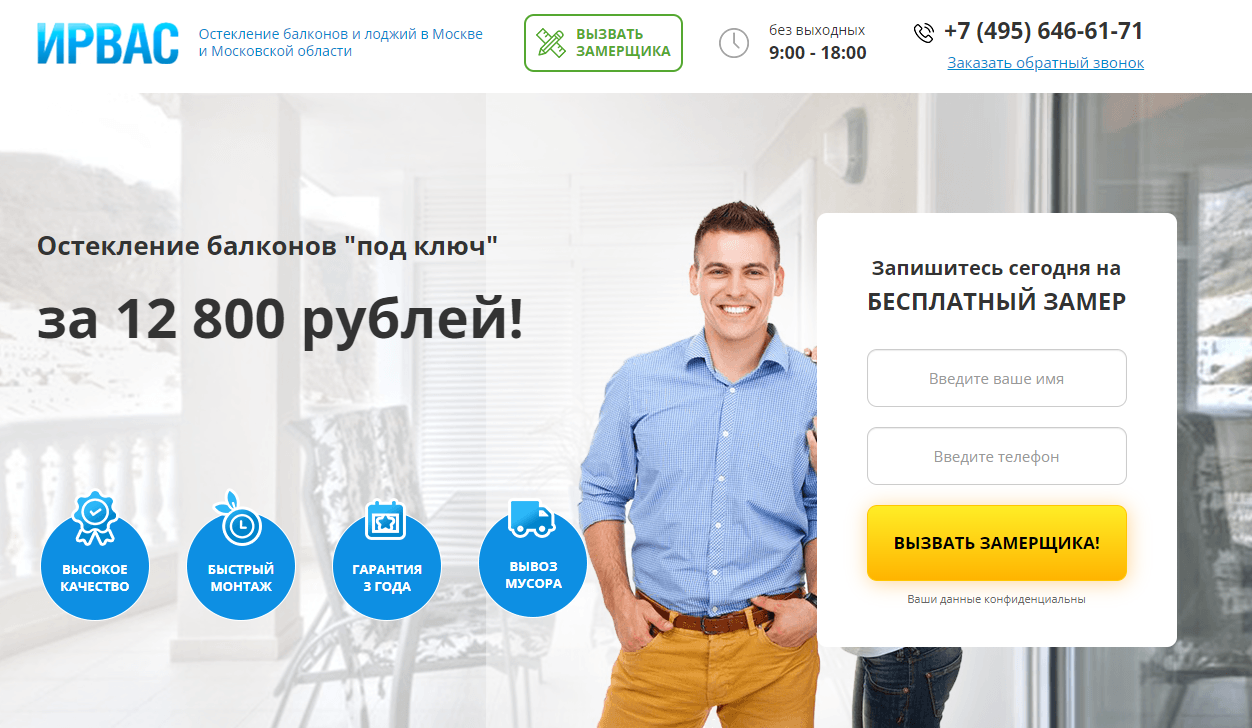 ИРВАС
Остекление балконов и лоджий в Москве
и Московской области
ВЫЗВАТЬ
ЗАМЕРЩИКА
без выходных
9:00 - 18:00
+7 (495) 646-61-71
Заказать обратный звонок
Остекление балконов "под ключ"
за 12 800 рублей!
Запишитесь сегодня на
БЕСПЛАТНЫЙ ЗАМЕР
Введите ваше имя
Введите телефон
ВЫЗВАТЬ ЗАМЕРЩИКА!
Ваши данные конфиденциальны
ВЫСОКОЕ
КАЧЕСТВО
БЫСТРЫЙ
МОНТАЖ
ГАРАНТИЯ
3 ГОДА
ВЫВОЗ
МУСОРА